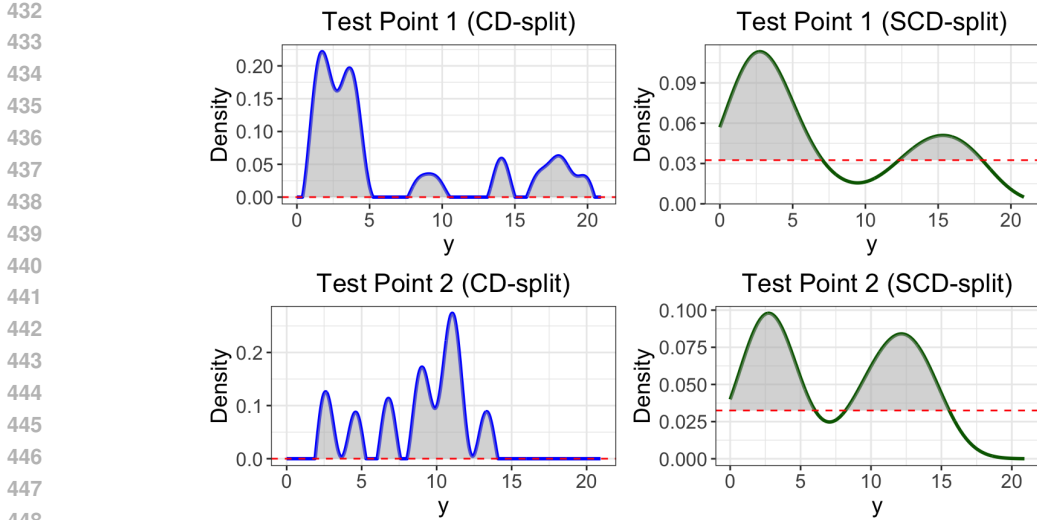 432
433
434
435
436
437
438
439
440
441
442
443
444
445
446
447
448
Test Point 1 (CD-split)
Density
0.20
0.15
0.10
0.05
0.00
0 5 10 15 20
y
Test Point 1 (SCD-split)
Density
0.09
0.06
0.03
0.00
0 5 10 15 20
y
Test Point 2 (CD-split)
Density
0.2
0.1
0.0
0 5 10 15 20
y
Test Point 2 (SCD-split)
Density
0.100
0.075
0.050
0.025
0.000
0 5 10 15 20
y